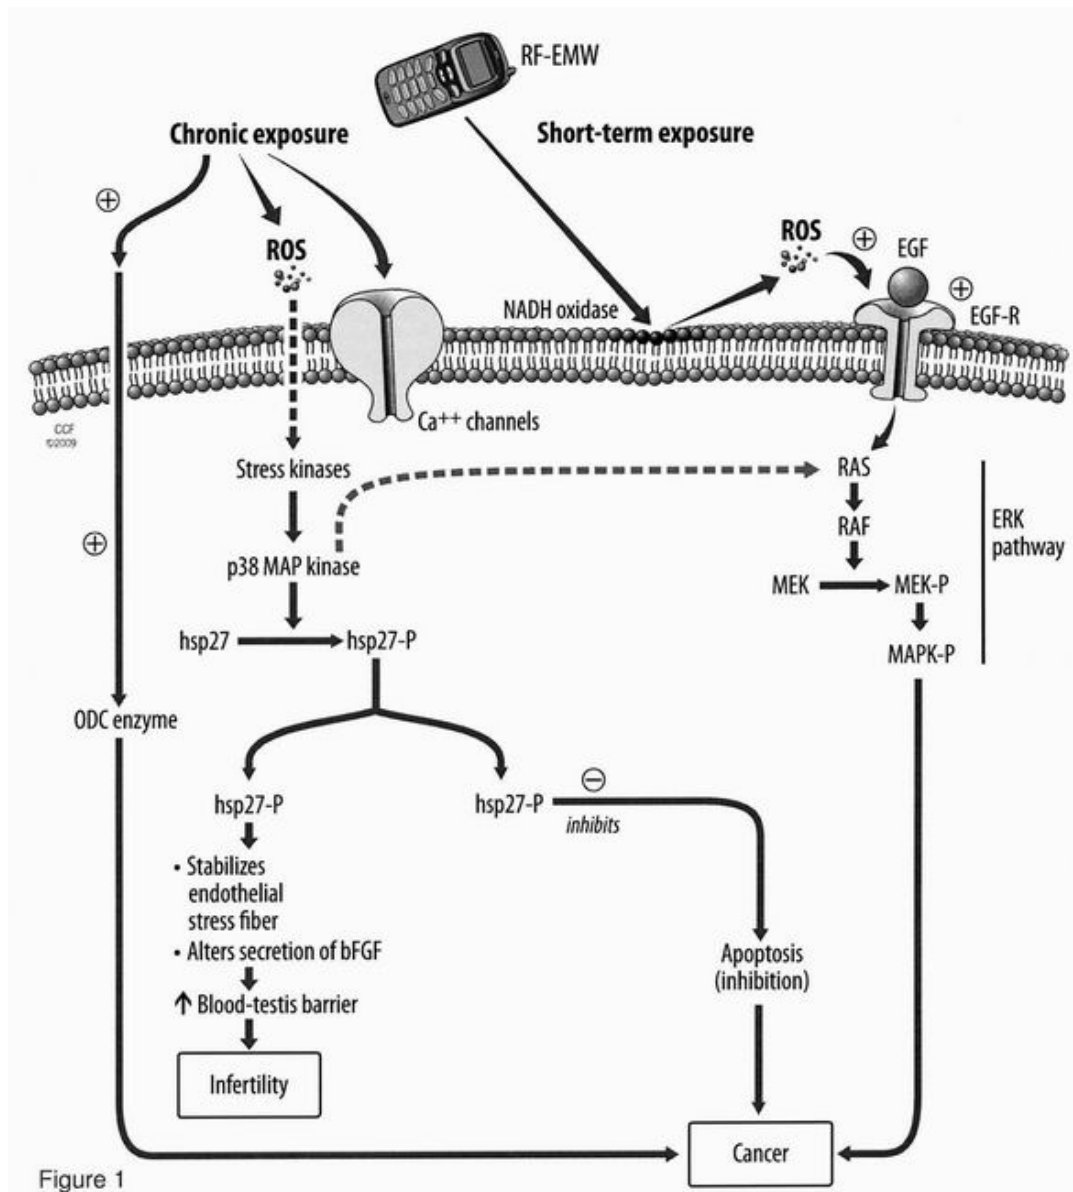 RF-EMW
Chronic exposure
Short-term exposure
+
ROS
ROS
+
EGF
+
NADH oxidase
EGF-R
Ca++ channels
CCF
©2009
Stress kinases
RAS
RAF
ERK
pathway
+
p38 MAP kinase
MEK
MEK-P
hsp27
hsp27-P
MAPK-P
ODC enzyme
hsp27-P
hsp27-P
−
inhibits
• Stabilizes
endothelial
stress fiber
• Alters secretion of bFGF
↑ Blood-testis barrier
Apoptosis
(inhibition)
Infertility
Cancer
Figure 1